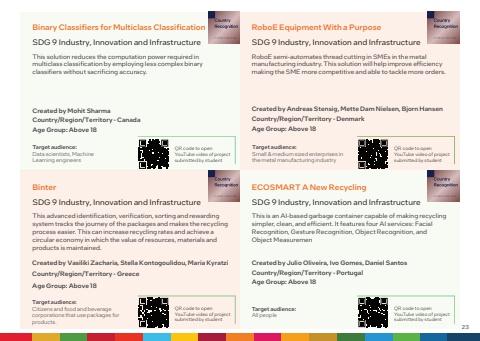 Binary Classifiers for Multiclass Classification
Country
Recognition
SDG 9 Industry, Innovation and Infrastructure
This solution reduces the computation power required in
multiclass classification by employing less complex binary
classifiers without sacrificing accuracy.
Created by Mohit Sharma
Country/Region/Territory - Canada
Age Group: Above 18
Target audience:
Data scientists, Machine
Learning engineers
QR code to open
YouTube video of project
submitted by student
RoboE Equipment With a Purpose
Country
Recognition
SDG 9 Industry, Innovation and Infrastructure
RoboE semi-automates thread cutting in SMEs in the metal
manufacturing industry. This solution will help improve efficiency
making the SME more competitive and able to tackle more orders.
Created by Andreas Stensig, Mette Dam Nielsen, Bjorn Hansen
Country/Region/Territory - Denmark
Age Group: Above 18
Target audience:
Small & medium sized enterprises in
the metal manufacturing industry
QR code to open
YouTube video of project
submitted by student
Binter
Country
Recognition
SDG 9 Industry, Innovation and Infrastructure
This advanced identification, verification, sorting and rewarding
system tracks the journey of the packages and makes the recycling
process easier. This can increase recycling rates and achieve a
circular economy in which the value of resources, materials and
products is maintained.
Created by Vasiliki Zacharia, Stella Kontogoulidou, Maria Kyratzi
Country/Region/Territory - Greece
Age Group: Above 18
Target audience:
Citizens and food and beverage
corporations that use packages for
products.
QR code to open
YouTube video of project
submitted by student
ECOSMART A New Recycling
Country
Recognition
SDG 9 Industry, Innovation and Infrastructure
This is an AI-based garbage container capable of making recycling
simpler, clean, and efficient. It features four AI services: Facial
Recognition, Gesture Recognition, Object Recognition, and
Object Measuremen
Created by Julio Oliveira, Ivo Gomes, Daniel Santos
Country/Region/Territory - Portugal
Age Group: Above 18
Target audience:
All people
QR code to open
YouTube video of project
submitted by student
23